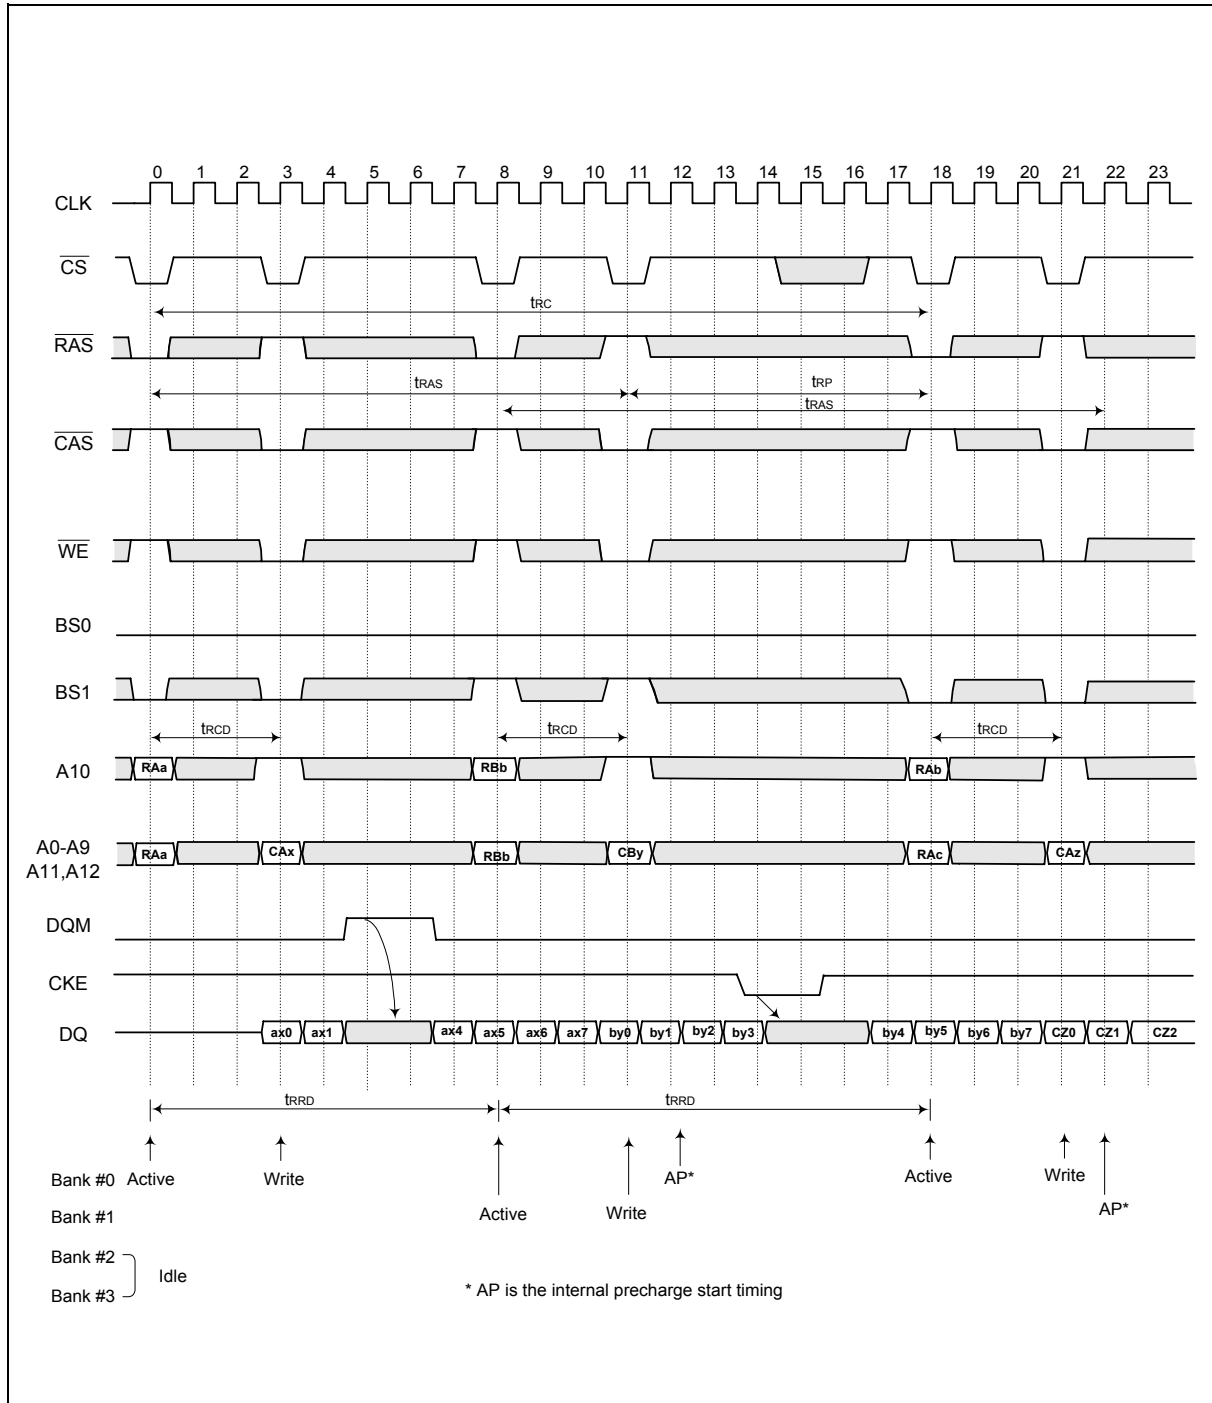 0 1 2 3 4 5 6 7 8 9 10 11 12 13 14 15 16 17 18 19 20 21 22 23
CLK
CS
tRC
RAS
tRAS tRP
tRAS
CAS
WE
BS0
BS1
tRCD tRCD tRCD
A10 RAa RBb RAb
A0-A9 RAa CAx RBb CBy RAc CAz
A11,A12
DQM
CKE
DQ ax0 ax1 ax4 ax5 ax6 ax7 by0 by1 by2 by3 by4 by5 by6 by7 CZ0 CZ1 CZ2
tRRD tRRD
Bank #0 Active Write AP* Active Write
Bank #1 Active Write AP*
Bank #2
Idle
Bank #3
* AP is the internal precharge start timing